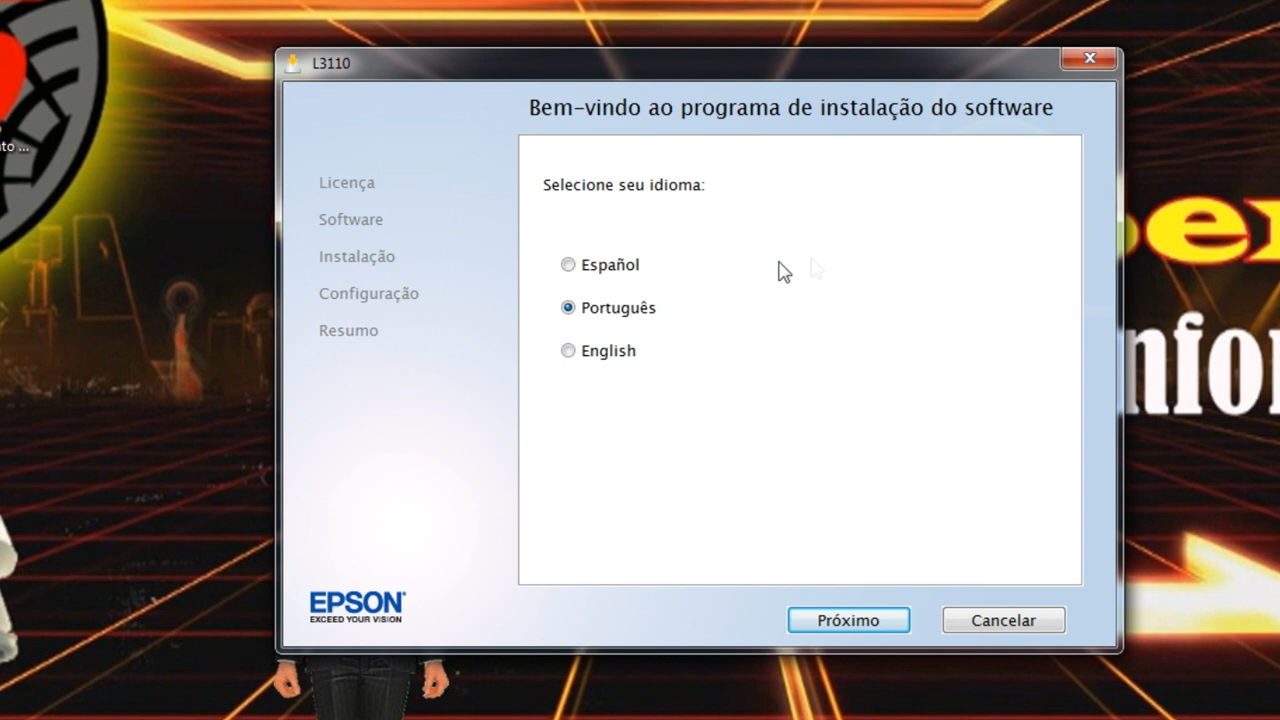 L3110
Bem-vindo ao programa de instalação do software
Licença
Software
Instalação
Configuração
Resumo
Selecione seu idioma:
Español
Português
English
EPSON
EXCEED YOUR VISION
Próximo
Cancelar
to ...